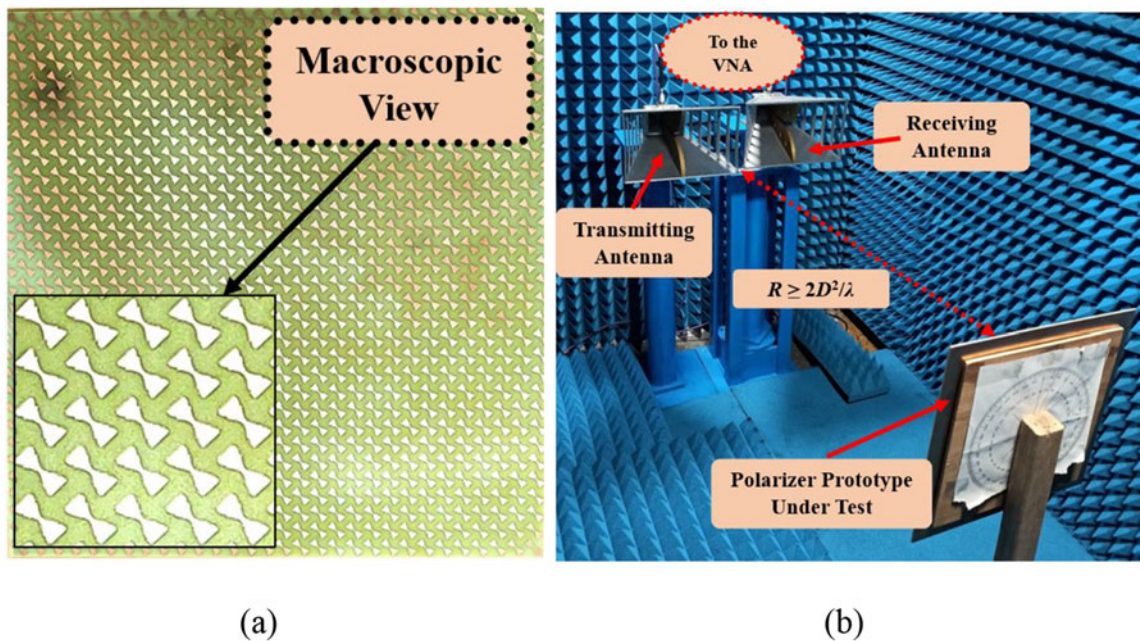 Macroscopic
View
To the
VNA
Receiving
Antenna
Transmitting
Antenna
R ≥ 2D²/λ
Polarizer Prototype
Under Test
(a)
(b)